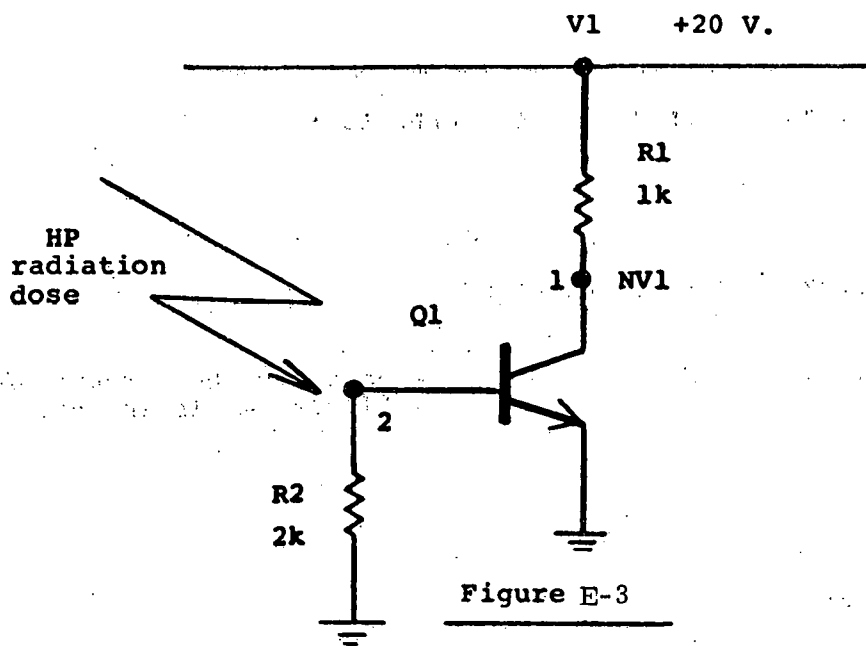 V1 +20 V.
R1
1k
HP
radiation
dose
1 NV1
Q1
2
R2
2k
Figure E-3